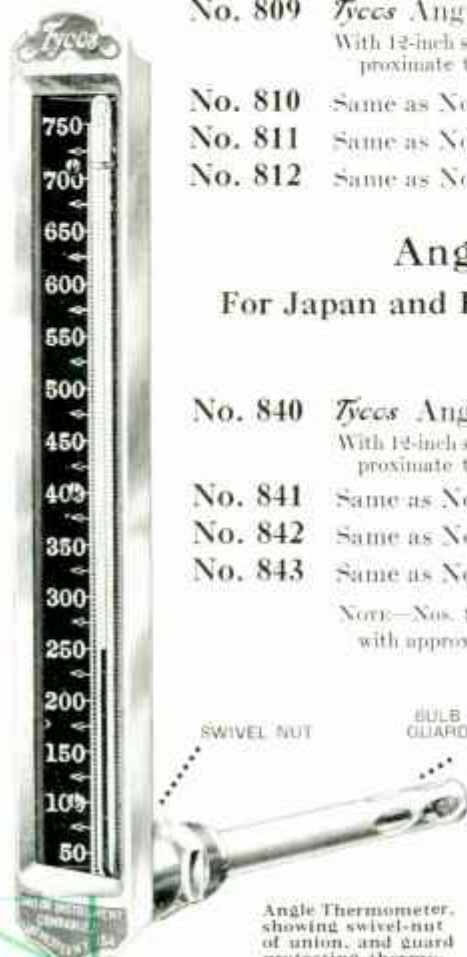 No. 809 Tycos Ang
With 12-inch s
proximate t
No. 810 Same as No
No. 811 Same as No
No. 812 Same as No
Ang
For Japan and
No. 840 Tycos Ang
With 12-inch s
proximate t
No. 841 Same as No
No. 842 Same as No
No. 843 Same as No
NOTE—Nos.
with approx
Tycos
750
700
650
600
550
500
450
400
350
300
250
200
150
100
50
SWIVEL NUT
BULB
GUARD
Angle Thermometer,
showing swivel-nut
of union, and guard
protecting thermo-